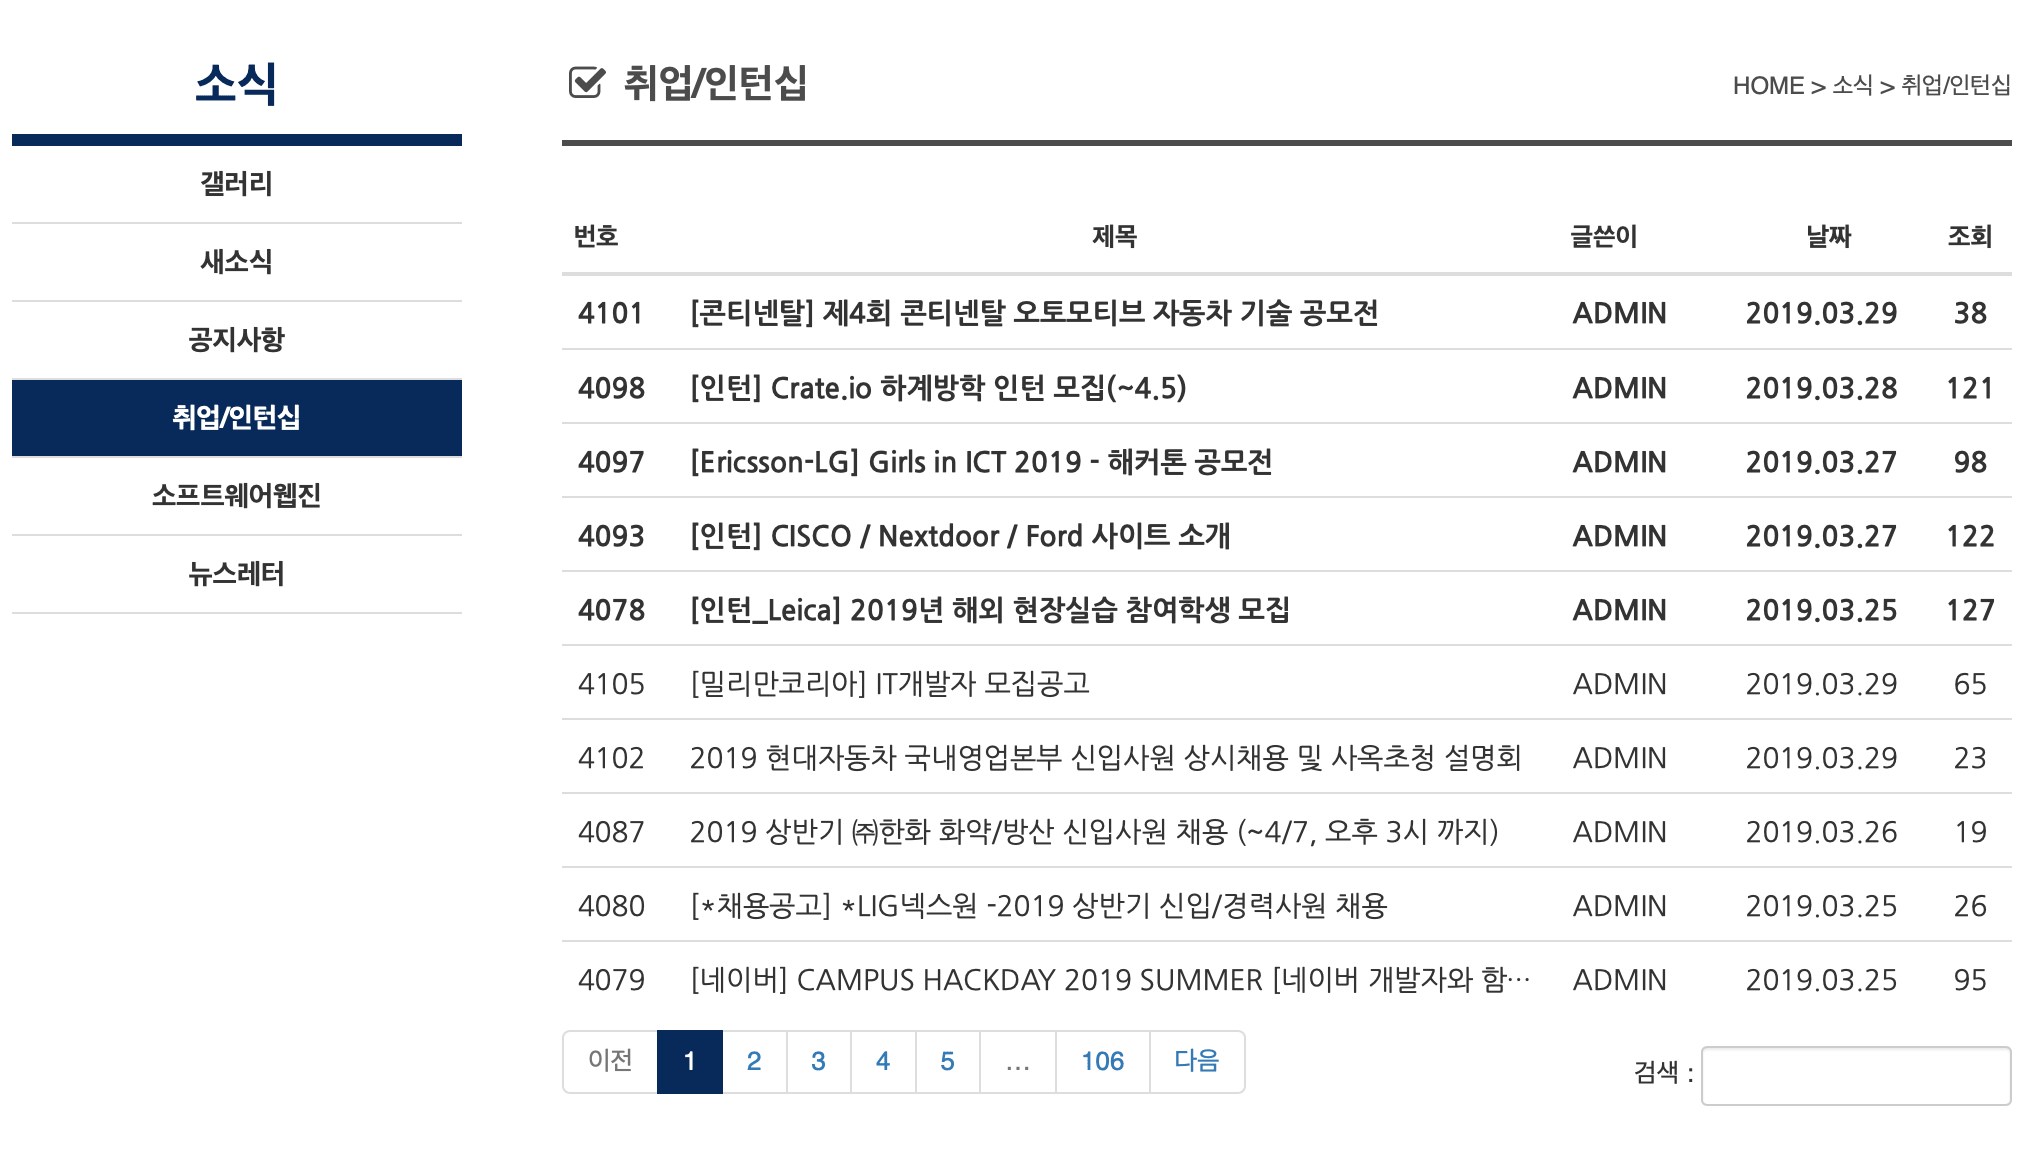 소식
갤러리
새소식
공지사항
취업/인턴십
소프트웨어웹진
뉴스레터
취업/인턴십
HOME > 소식 > 취업/인턴십
번호 제목 글쓴이 날짜 조회
4101 [콘티넨탈] 제4회 콘티넨탈 오토모티브 자동차 기술 공모전 ADMIN 2019.03.29 38
4098 [인턴] Crate.io 하계방학 인턴 모집(~4.5) ADMIN 2019.03.28 121
4097 [Ericsson-LG] Girls in ICT 2019 - 해커톤 공모전 ADMIN 2019.03.27 98
4093 [인턴] CISCO / Nextdoor / Ford 사이트 소개 ADMIN 2019.03.27 122
4078 [인턴_Leica] 2019년 해외 현장실습 참여학생 모집 ADMIN 2019.03.25 127
4105 [밀리만코리아] IT개발자 모집공고 ADMIN 2019.03.29 65
4102 2019 현대자동차 국내영업본부 신입사원 상시채용 및 사옥초청 설명회 ADMIN 2019.03.29 23
4087 2019 상반기 ㈜한화 화약/방산 신입사원 채용 (~4/7, 오후 3시 까지) ADMIN 2019.03.26 19
4080 [*채용공고] *LIG넥스원 -2019 상반기 신입/경력사원 채용 ADMIN 2019.03.25 26
4079 [네이버] CAMPUS HACKDAY 2019 SUMMER [네이버 개발자와 함… ADMIN 2019.03.25 95
이전 1 2 3 4 5 … 106 다음
검색 :